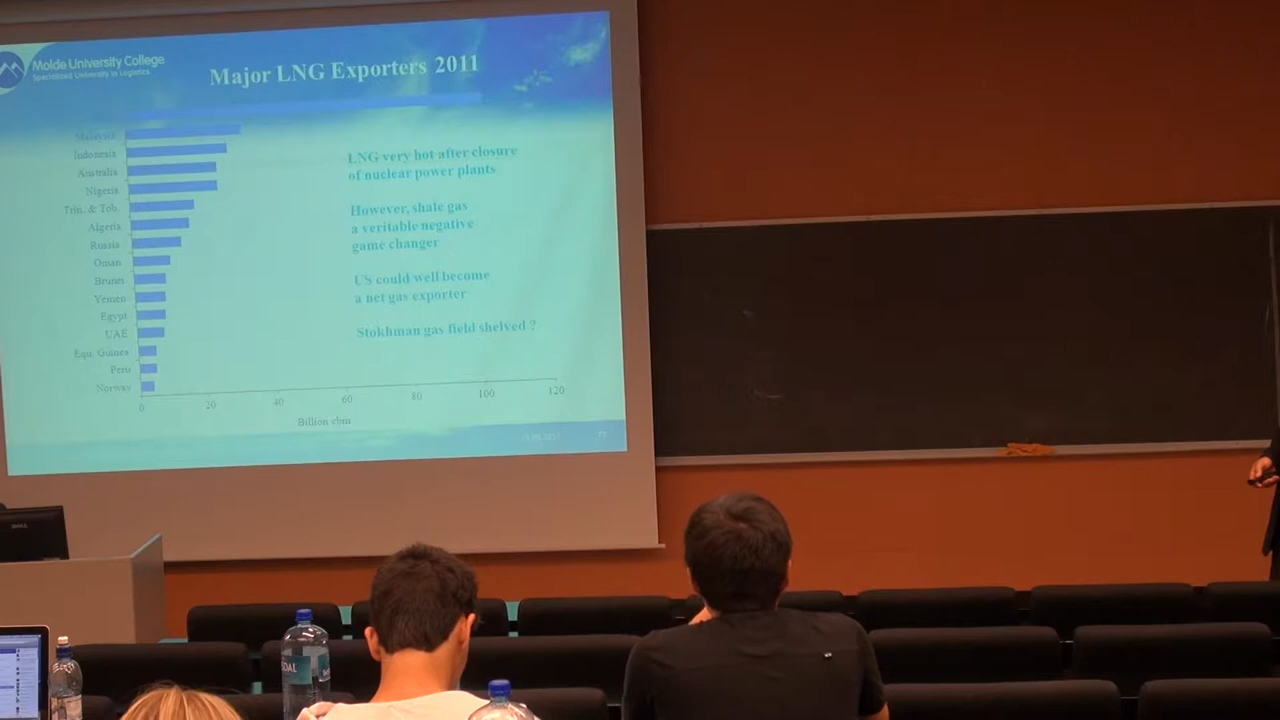 Molde University College
Specialized University in Logistics
Major LNG Exporters 2011
Malaysia
Indonesia
Australia
Nigeria
Trin. & Tob.
Algeria
Russia
Oman
Brunei
Yemen
Egypt
UAE
Equ. Guinea
Peru
Norway
0 20 40 60 80 100 120
Billion cbm
LNG very hot after closure
of nuclear power plants
However, shale gas
a veritable negative
game changer
US could well become
a net gas exporter
Stokhman gas field shelved ?
77
DELL